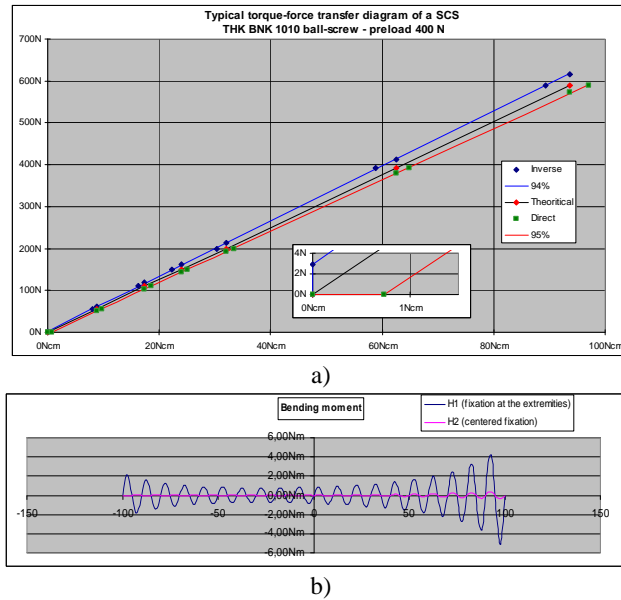 Typical torque-force transfer diagram of a SCS
THK BNK 1010 ball-screw - preload 400 N
700N
600N
500N
400N
300N
200N
100N
0N
0Ncm
20Ncm
40Ncm
60Ncm
80Ncm
100Ncm
Inverse
94%
Theoritical
Direct
95%
4N
2N
0N
0Ncm
1Ncm
a)
Bending moment
H1 (fixation at the extremities)
H2 (centered fixation)
6,00Nm
4,00Nm
2,00Nm
0,00Nm
-2,00Nm
-4,00Nm
-6,00Nm
-150
-100
-50
0
50
100
150
b)